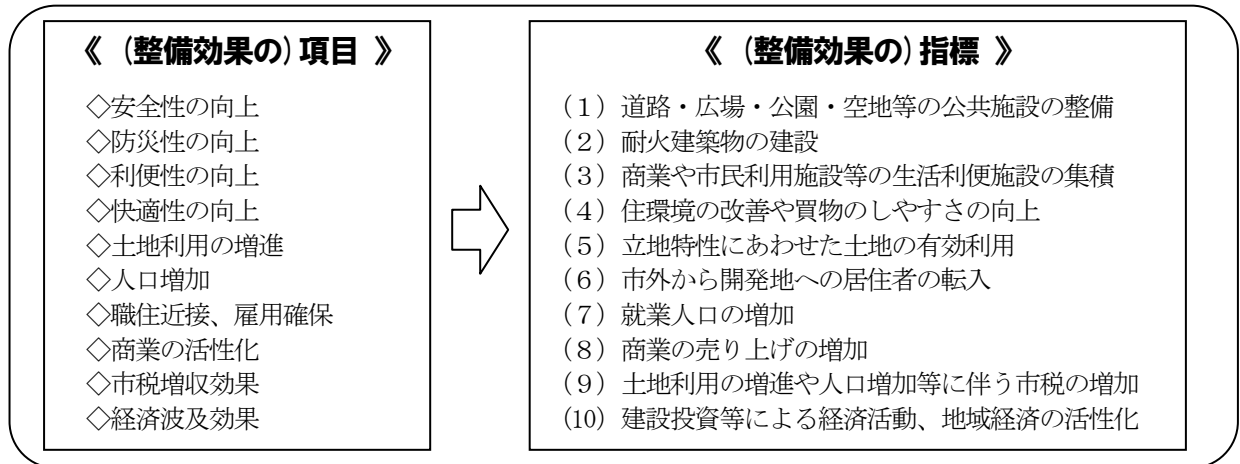 《 (整備効果の) 項目 》
◇安全性の向上
◇防災性の向上
◇利便性の向上
◇快適性の向上
◇土地利用の増進
◇人口増加
◇職住近接、雇用確保
◇商業の活性化
◇市税増収効果
◇経済波及効果
《 (整備効果の) 指標 》
(1) 道路・広場・公園・空地等の公共施設の整備
(2) 耐火建築物の建設
(3) 商業や市民利用施設等の生活利便施設の集積
(4) 住環境の改善や買物のしやすさの向上
(5) 立地特性にあわせた土地の有効利用
(6) 市外から開発地への居住者の転入
(7) 就業人口の増加
(8) 商業の売り上げの増加
(9) 土地利用の増進や人口増加等に伴う市税の増加
(10) 建設投資等による経済活動、地域経済の活性化